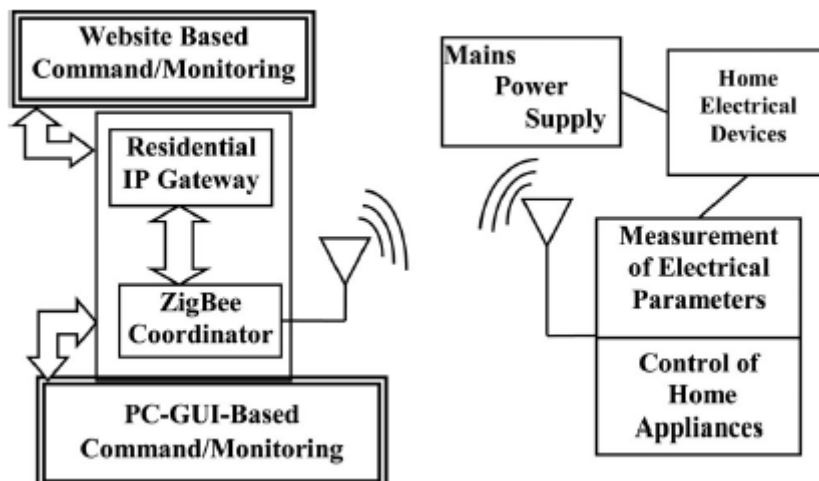 Website Based
Command/Monitoring
Residential
IP Gateway
ZigBee
Coordinator
PC-GUI-Based
Command/Monitoring
Mains
Power
Supply
Home
Electrical
Devices
Measurement
of Electrical
Parameters
Control of
Home
Appliances